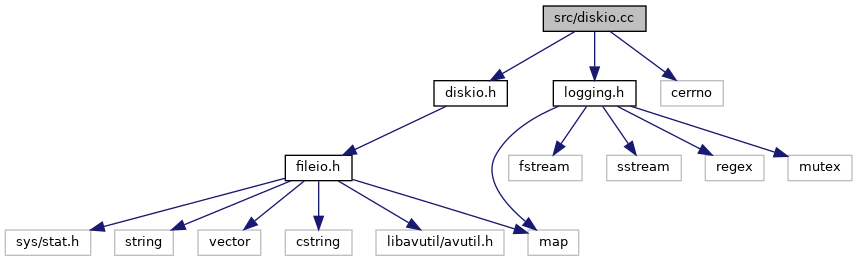 src/diskio.cc
diskio.h
logging.h
cerrno
fileio.h
fstream
sstream
regex
mutex
sys/stat.h
string
vector
cstring
libavutil/avutil.h
map